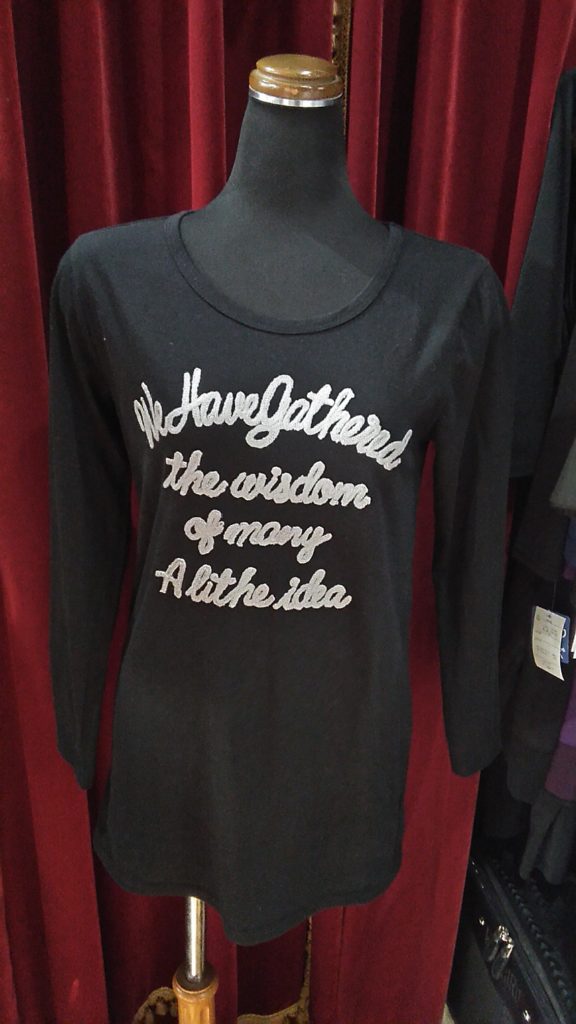 We Have Gathered
the wisdom
of many
A lithe idea